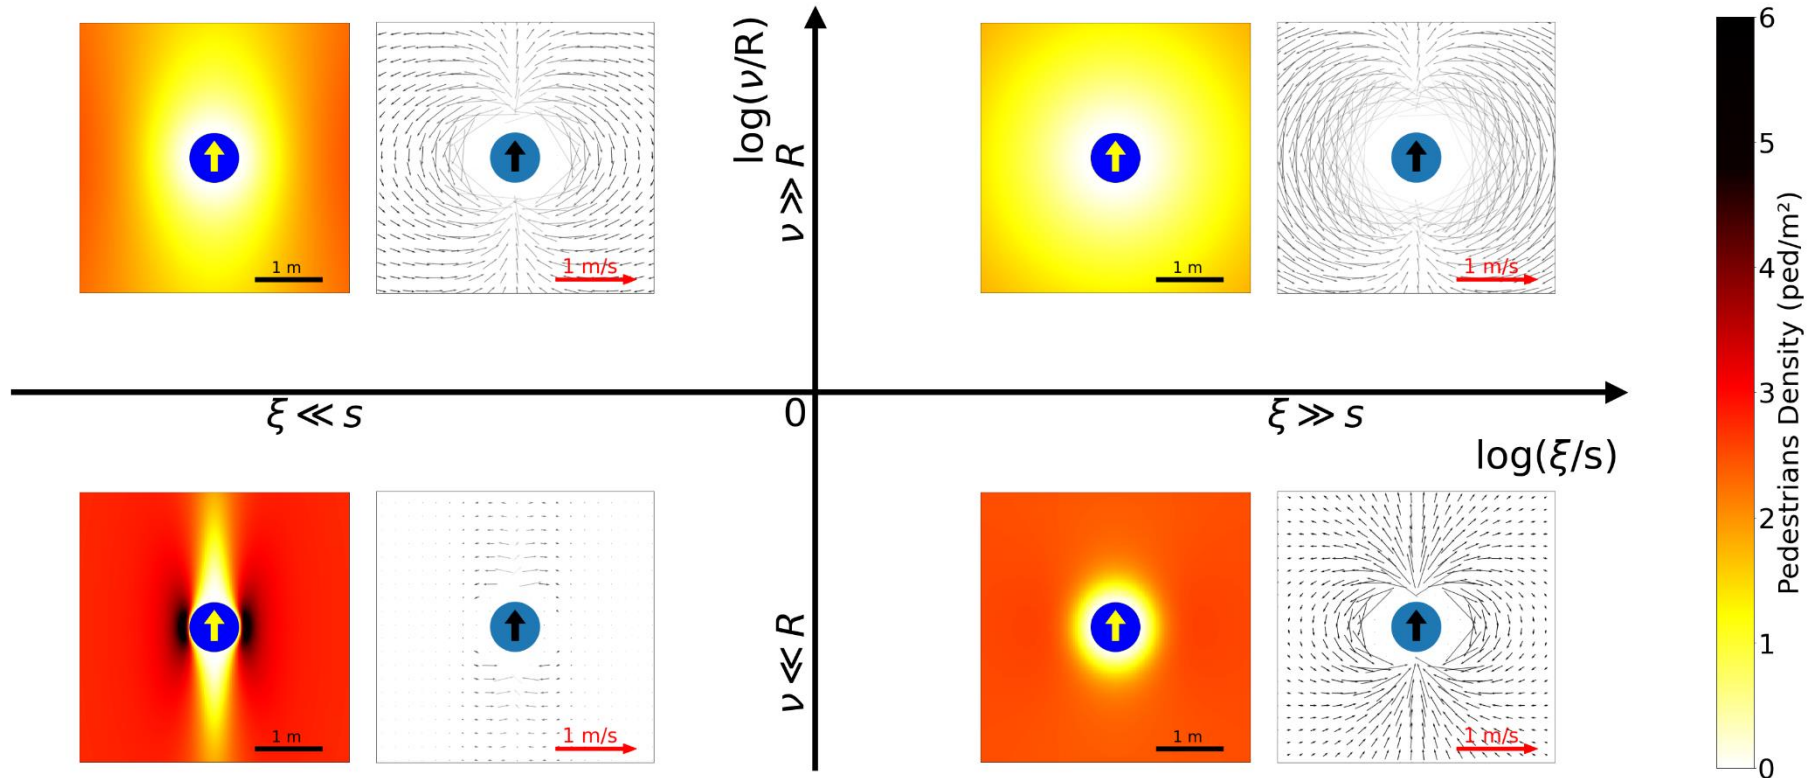 1 m
1 m/s
log(ν/R)
ν ≫ R
1 m
1 m/s
6
5
4
3
2
1
0
Pedestrians Density (ped/m²)
ξ ≪ s
0
ξ ≫ s
log(ξ/s)
1 m
1 m/s
ν ≪ R
1 m
1 m/s